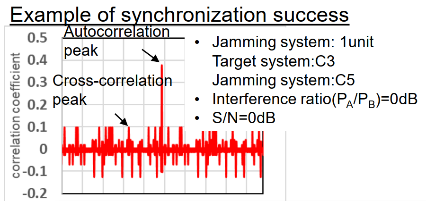 Example of synchronization success
0.5
0.4
0.3
0.2
0.1
0
-0.1
-0.2
correlation coefficient
Autocorrelation
peak
Cross-correlation
peak
• Jamming system: 1unit
Target system:C3
Jamming system:C5
• Interference ratio(PA/PB)=0dB
• S/N=0dB